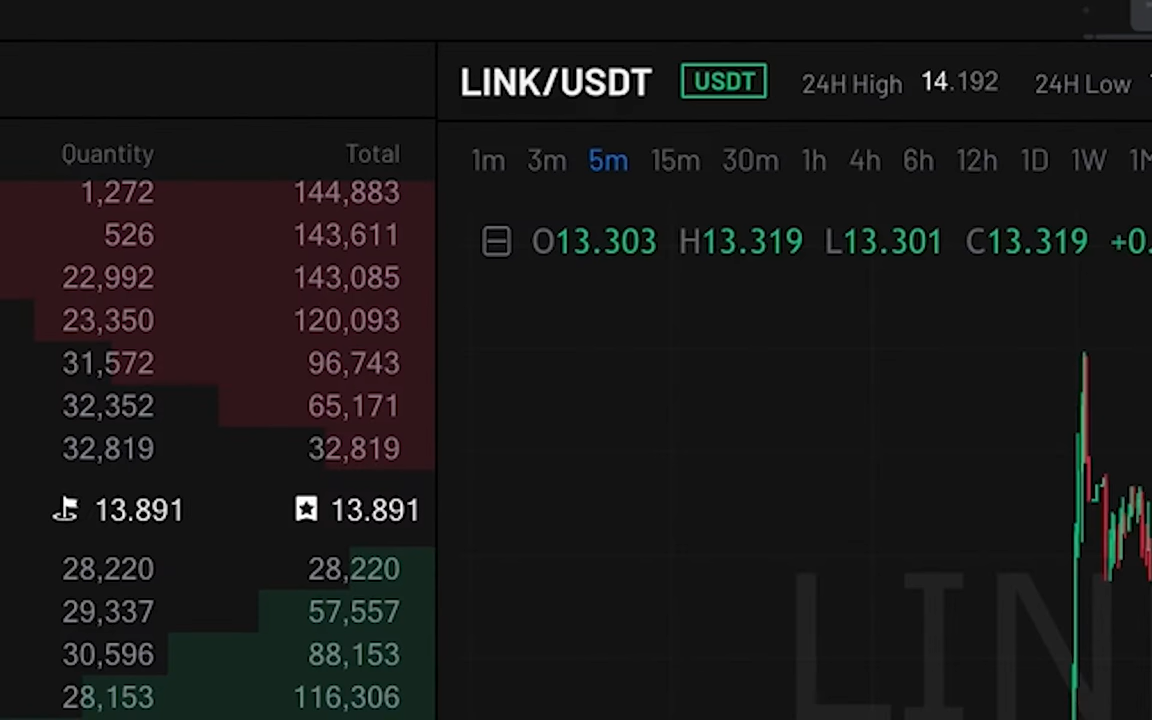 LINK/USDT USDT 24H High 14.192 24H Low
1m 3m 5m 15m 30m 1h 4h 6h 12h 1D 1W
O13.303 H13.319 L13.301 C13.319 +0.
Quantity Total
1,272 144,883
526 143,611
22,992 143,085
23,350 120,093
31,572 96,743
32,352 65,171
32,819 32,819
13.891 13.891
28,220 28,220
29,337 57,557
30,596 88,153
28,153 116,306
LIN